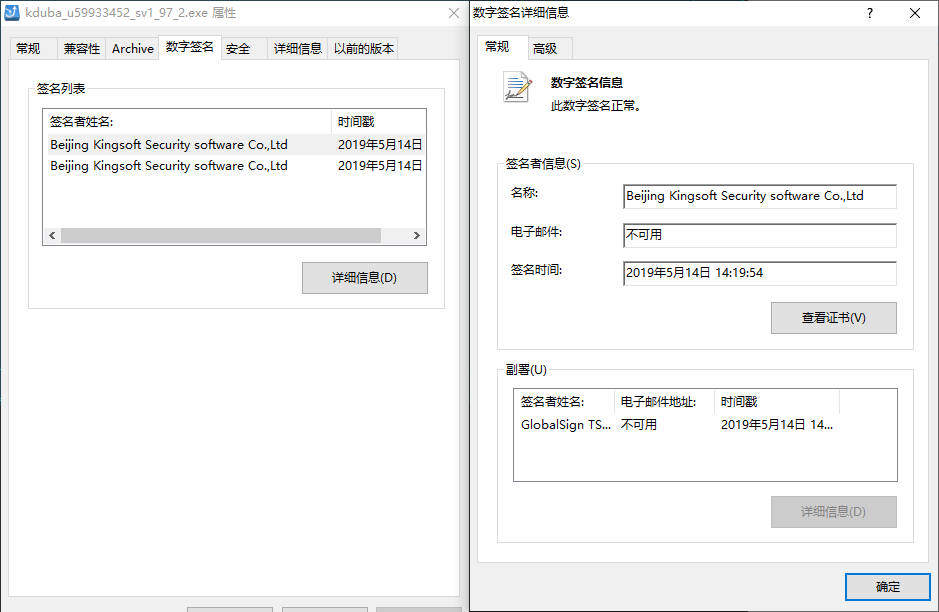 kduba_u59933452_sv1_97_2.exe 属性
常规 兼容性 Archive 数字签名 安全 详细信息 以前的版本
签名列表
签名者姓名: 时间戳
Beijing Kingsoft Security software Co.,Ltd 2019年5月14日
Beijing Kingsoft Security software Co.,Ltd 2019年5月14日
详细信息(D)
数字签名详细信息
常规 高级
数字签名信息
此数字签名正常。
签名者信息(S)
名称: Beijing Kingsoft Security software Co.,Ltd
电子邮件: 不可用
签名时间: 2019年5月14日 14:19:54
查看证书(V)
副署(U)
签名者姓名: 电子邮件地址: 时间戳
GlobalSign TS... 不可用 2019年5月14日 14...
详细信息(D)
确定